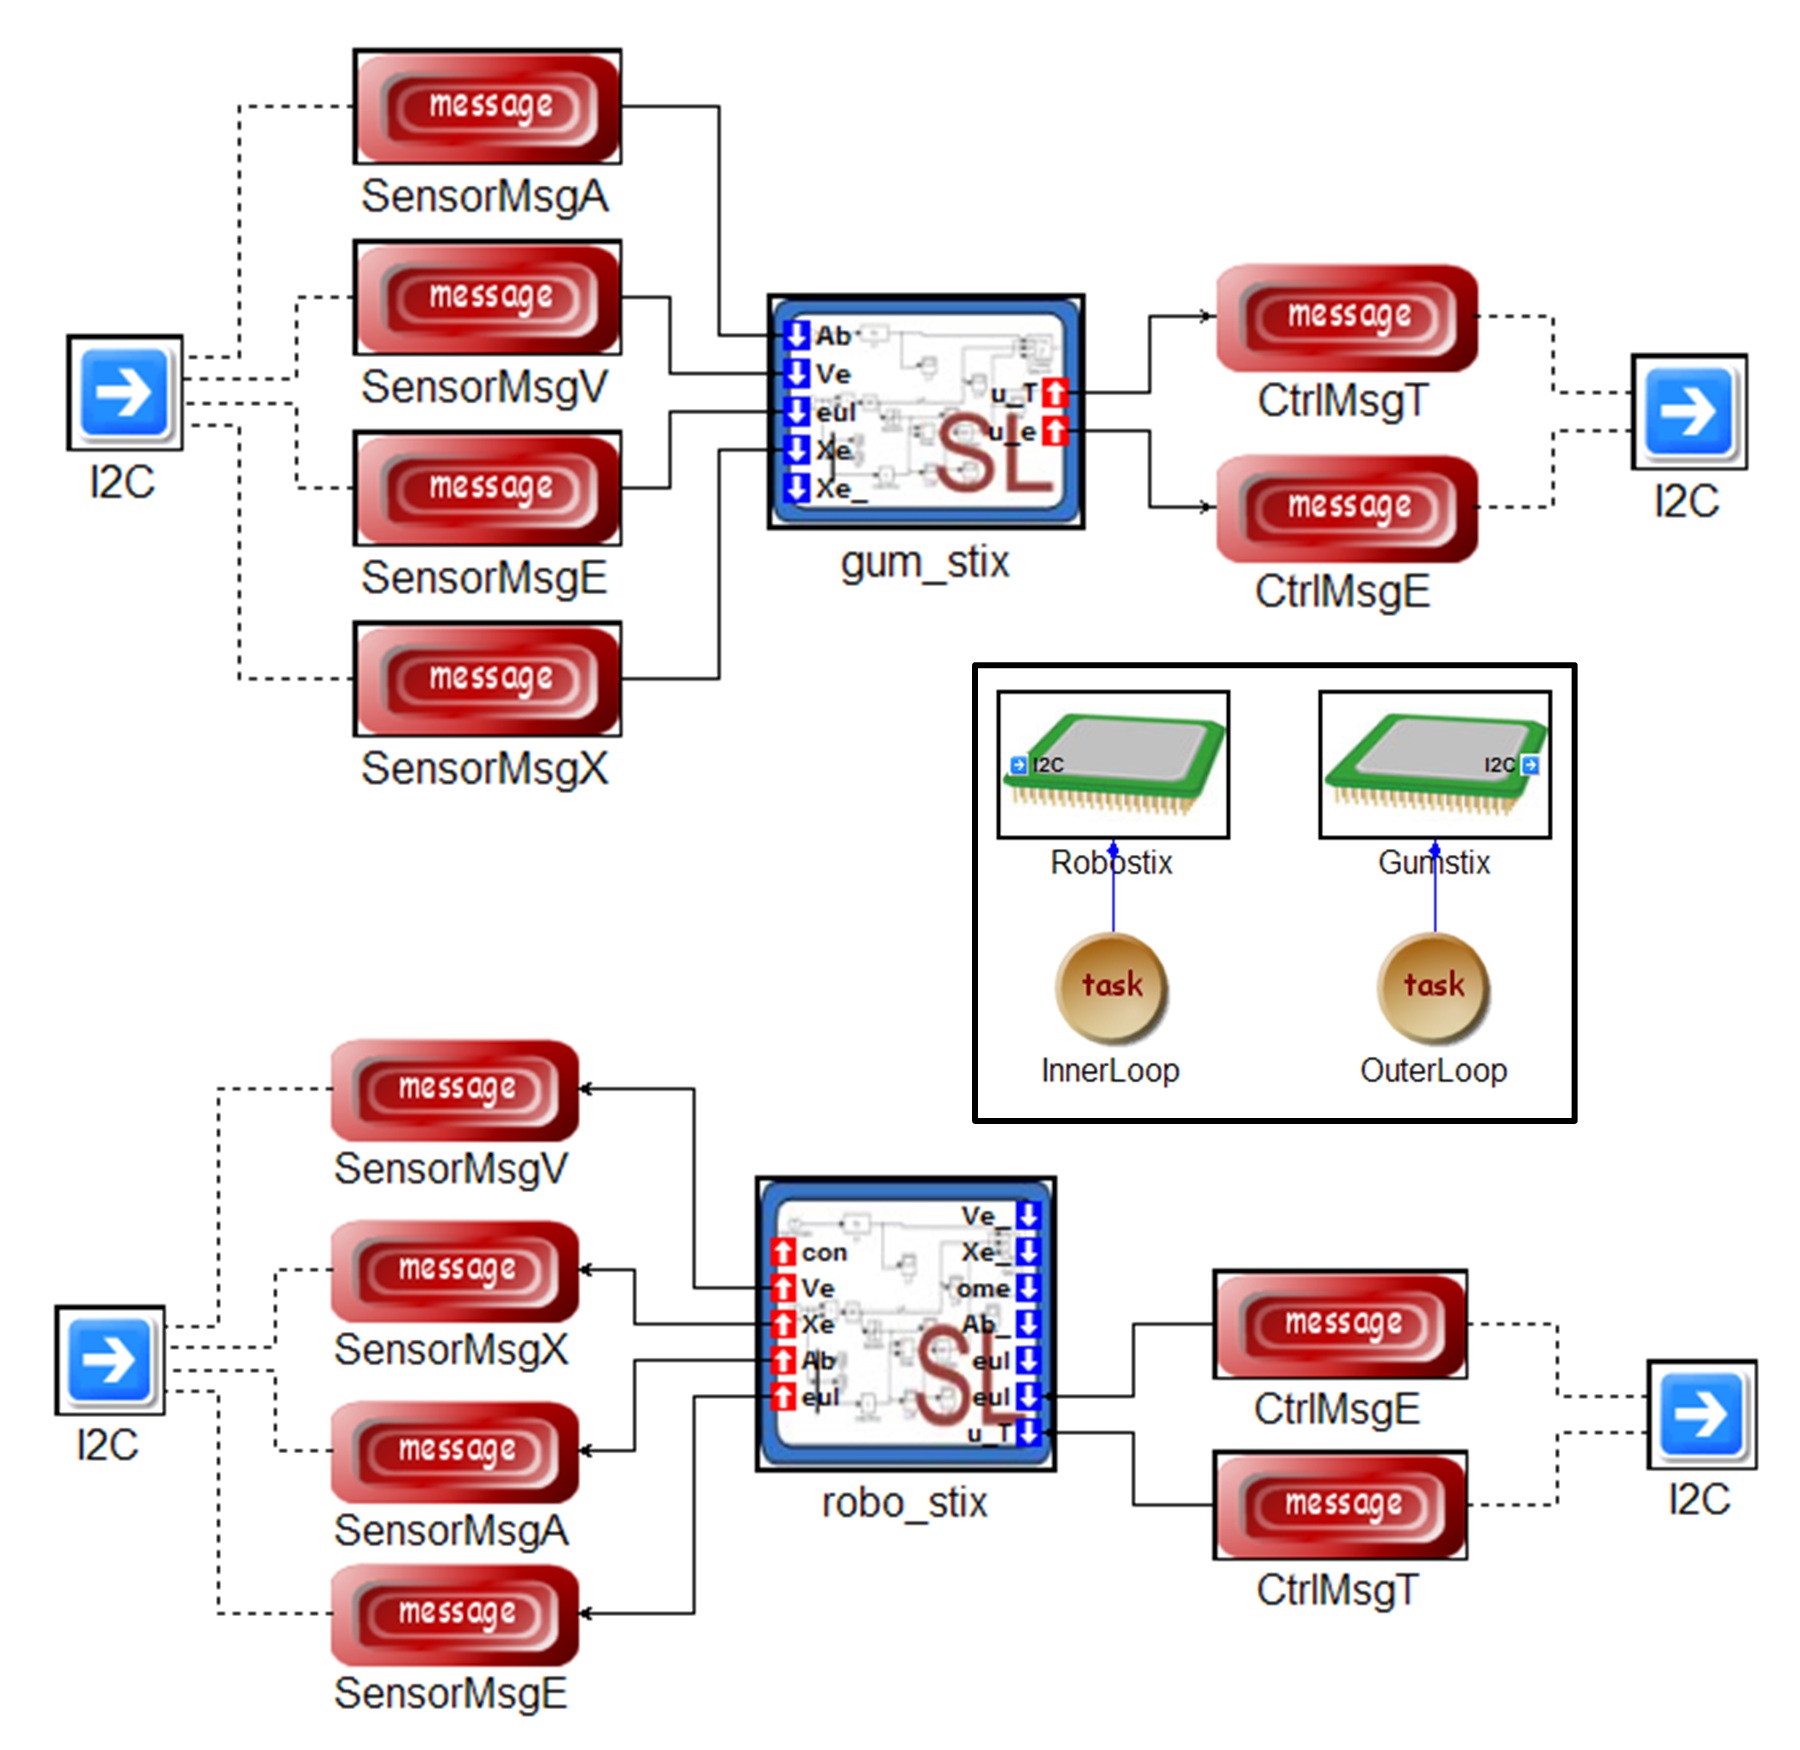 message
SensorMsgA
message
SensorMsgV
message
SensorMsgE
message
SensorMsgX
I2C
Ab
Ve
eul
Xe
Xe_
u_T
u_e
SL
gum_stix
message
CtrlMsgT
message
CtrlMsgE
I2C
I2C
I2C
Robostix
Gumstix
task
task
InnerLoop
OuterLoop
message
SensorMsgV
message
SensorMsgX
message
SensorMsgA
message
SensorMsgE
I2C
con
Ve
Xe
Ab
eul
Ve_
Xe_
ome
Ab_
eul
eul
u_T
SL
robo_stix
message
CtrlMsgE
message
CtrlMsgT
I2C